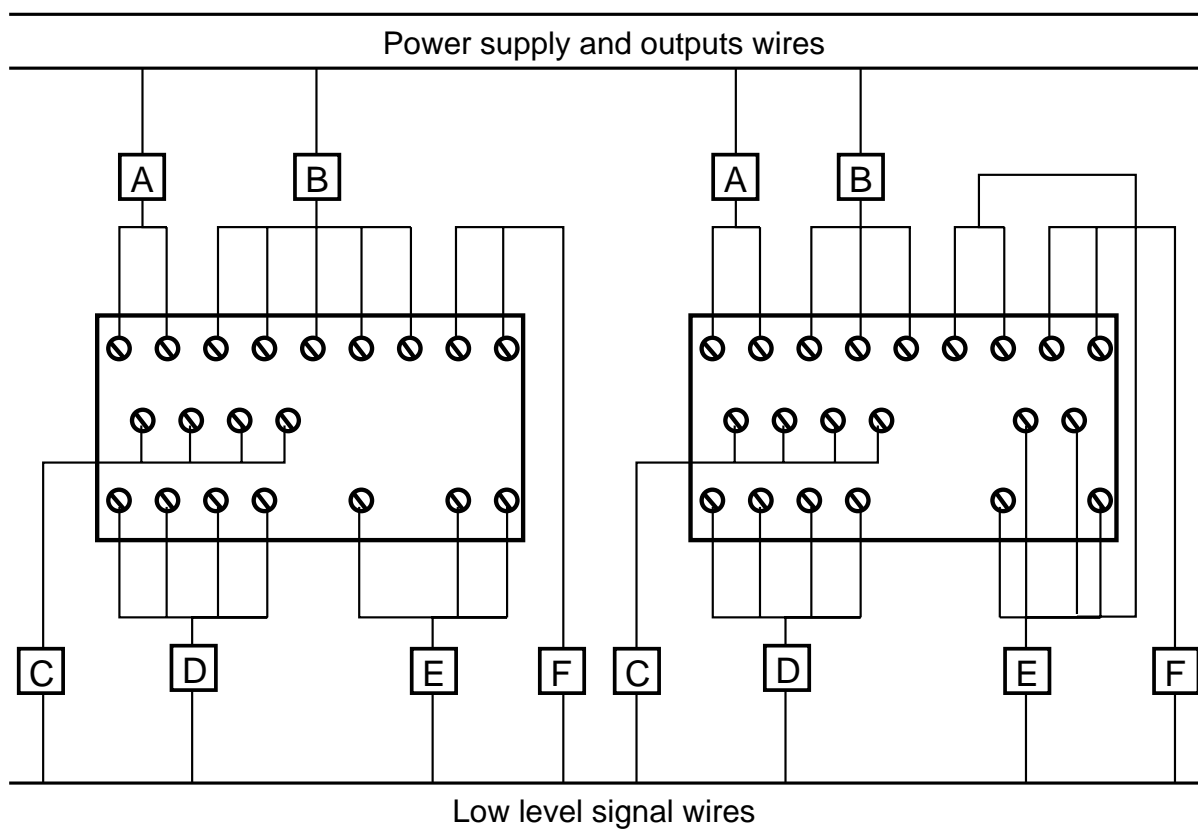 Power supply and outputs wires
A B A B
C D E F C D E F
Low level signal wires